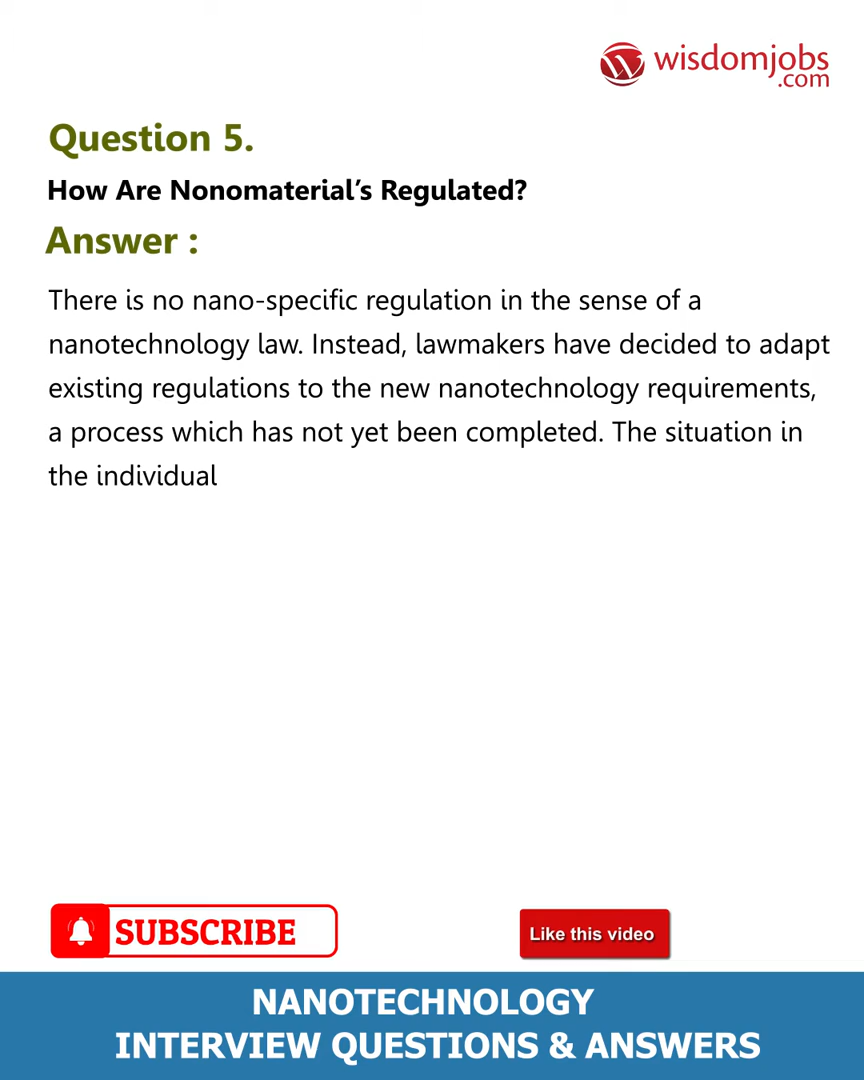 wisdomjobs
.com
Question 5.
How Are Nonomaterial’s Regulated?
Answer :
There is no nano-specific regulation in the sense of a
nanotechnology law. Instead, lawmakers have decided to adapt
existing regulations to the new nanotechnology requirements,
a process which has not yet been completed. The situation in
the individual
SUBSCRIBE
Like this video
NANOTECHNOLOGY
INTERVIEW QUESTIONS & ANSWERS